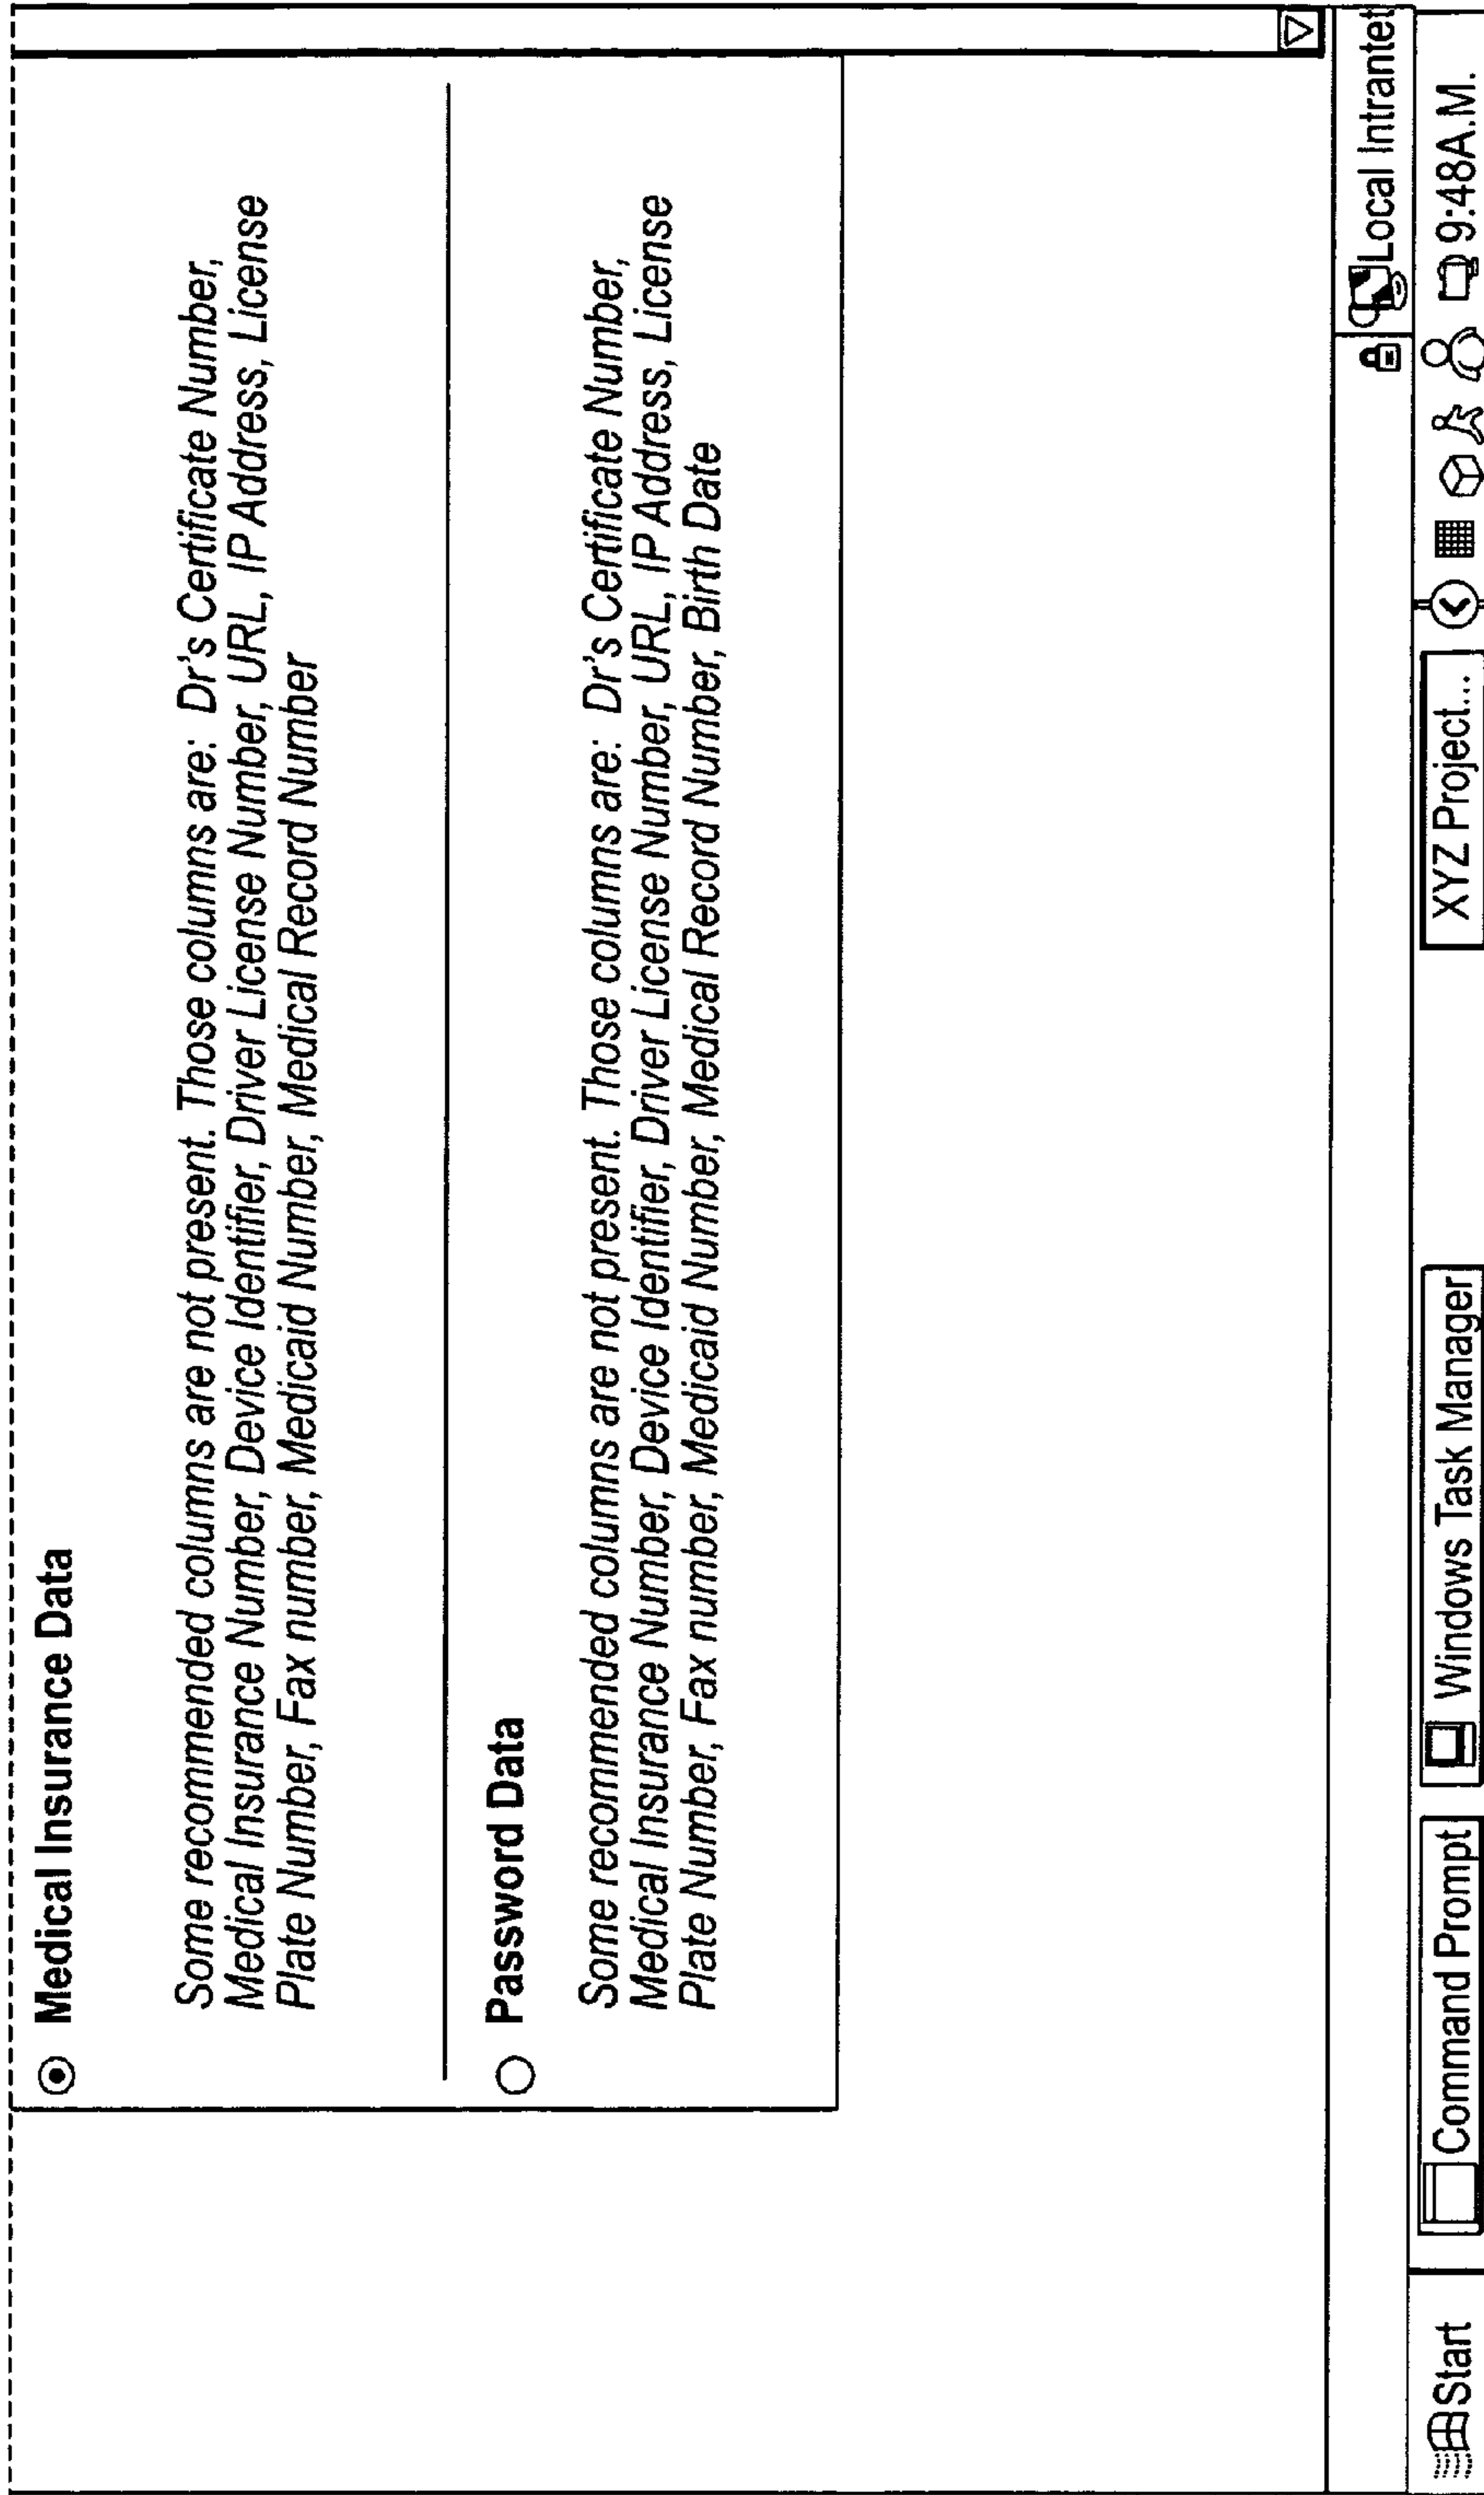 Medical Insurance Data
Some recommended columns are not present. Those columns are: Dr's Certificate Number,
Medical Insurance Number, Device Identifier, Driver License Number, URL, IP Address, License
Plate Number, Fax number, Medicaid Number, Medical Record Number
Password Data
Some recommended columns are not present. Those columns are: Dr's Certificate Number,
Medical Insurance Number, Device Identifier, Driver License Number, URL, IP Address, License
Plate Number, Fax number, Medicaid Number, Medical Record Number, Birth Date
Local Intranet
Start
Command Prompt
Windows Task Manager
XYZ Project...
9:48A.M.